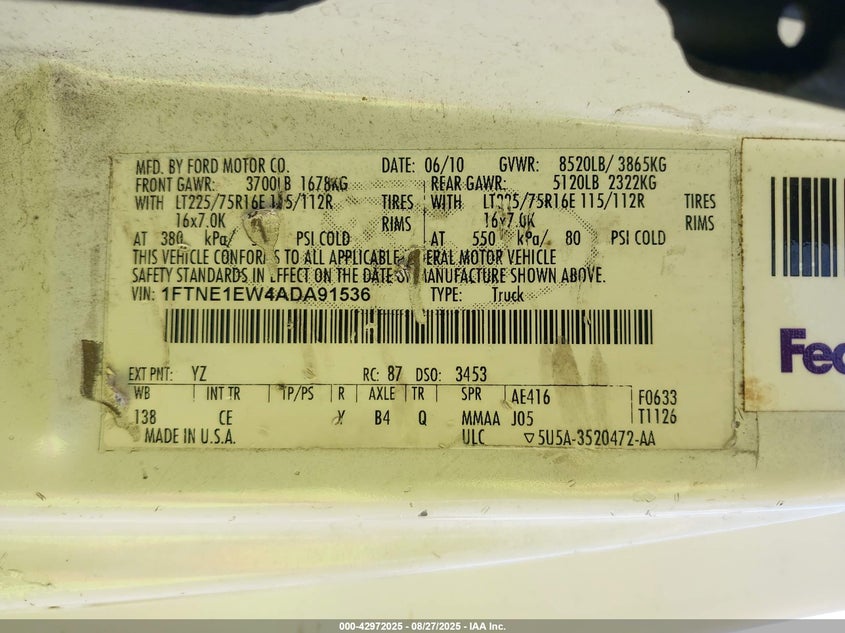 MFD. BY FORD MOTOR CO. DATE: 06/10 GVWR: 8520LB/ 3865KG
FRONT GAWR: 3700LB 1678KG REAR GAWR: 5120LB 2322KG
WITH LT225/75R16E 115/112R TIRES WITH LT225/75R16E 115/112R TIRES
16x7.0K RIMS 16x7.0K RIMS
AT 380 kPa/ PSI COLD AT 550 kPa/ 80 PSI COLD
THIS VEHICLE CONFORMS TO ALL APPLICABLE FEDERAL MOTOR VEHICLE
SAFETY STANDARDS IN EFFECT ON THE DATE OF MANUFACTURE SHOWN ABOVE.
VIN: 1FTNE1EW4ADA91536 TYPE: Truck
EXT PNT: YZ RC: 87 DSO: 3453
WB INT TR TP/PS R AXLE TR SPR AE416 F0633
138 CE Y B4 Q MMAA J05 T1126
MADE IN U.S.A. ULC ▽5U5A-3520472-AA
Fed
000-42972025 - 08/27/2025 - IAA Inc.